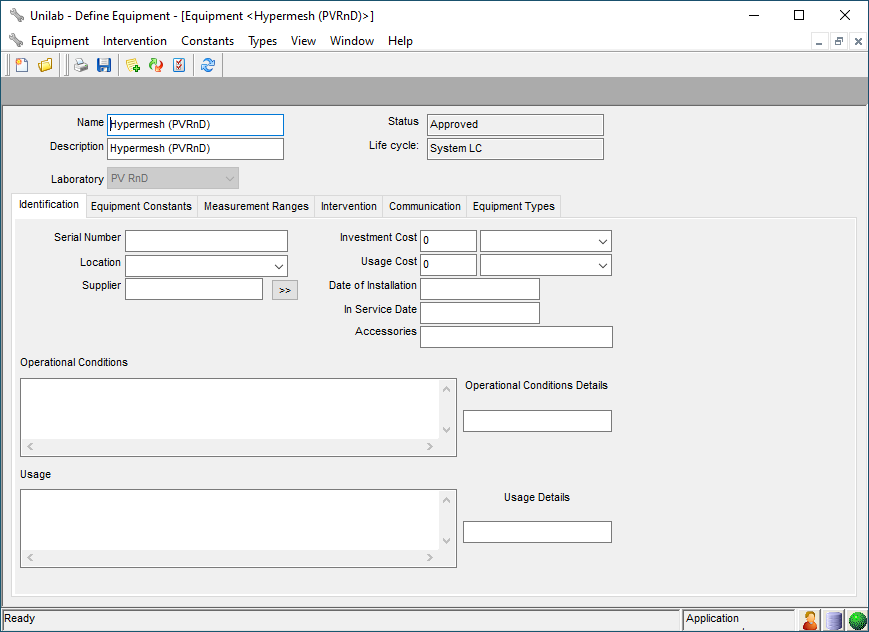 Unilab - Define Equipment - [Equipment <Hypermesh (PVRnD)>]
Equipment Intervention Constants Types View Window Help
Name Hypermesh (PVRnD) Status Approved
Description Hypermesh (PVRnD) Life cycle: System LC
Laboratory PV RnD
Identification Equipment Constants Measurement Ranges Intervention Communication Equipment Types
Serial Number Investment Cost 0
Location Usage Cost 0
Supplier >> Date of Installation
In Service Date
Accessories
Operational Conditions
Operational Conditions Details
Usage
Usage Details
Ready Application